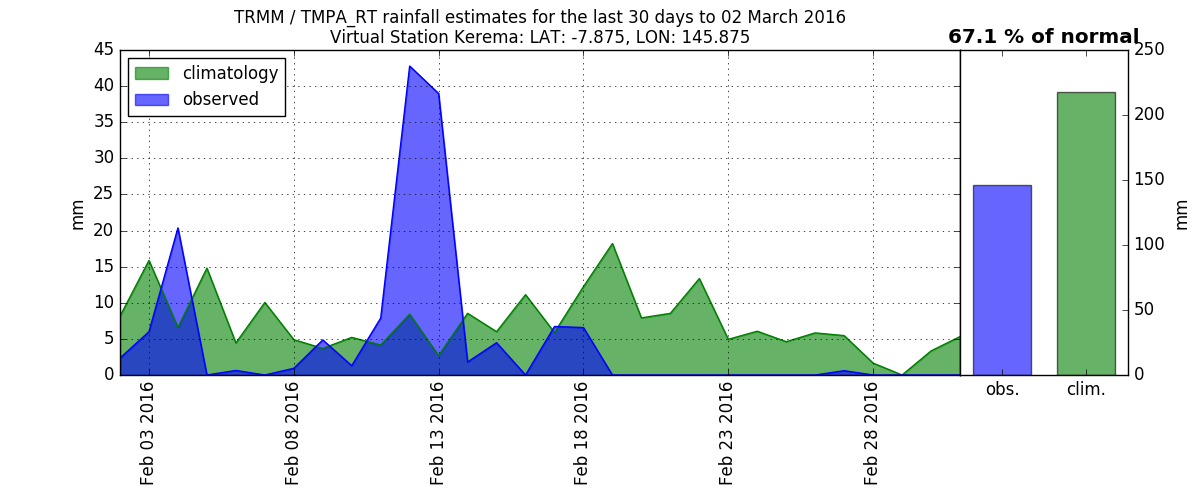 TRMM / TMPA_RT rainfall estimates for the last 30 days to 02 March 2016
Virtual Station Kerema: LAT: -7.875, LON: 145.875
67.1 % of normal
climatology
observed
45
40
35
30
25
20
15
10
5
0
mm
Feb 03 2016
Feb 08 2016
Feb 13 2016
Feb 18 2016
Feb 23 2016
Feb 28 2016
250
200
150
100
50
0
mm
obs.
clim.